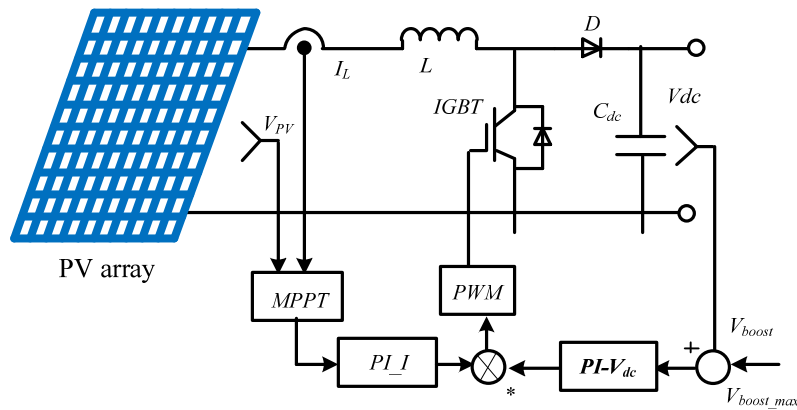 D
I_L
L
IGBT
C_dc
Vdc
V_PV
PV array
MPPT
PWM
V_boost
PI_I
*
PI-V_dc
+
V_boost_max